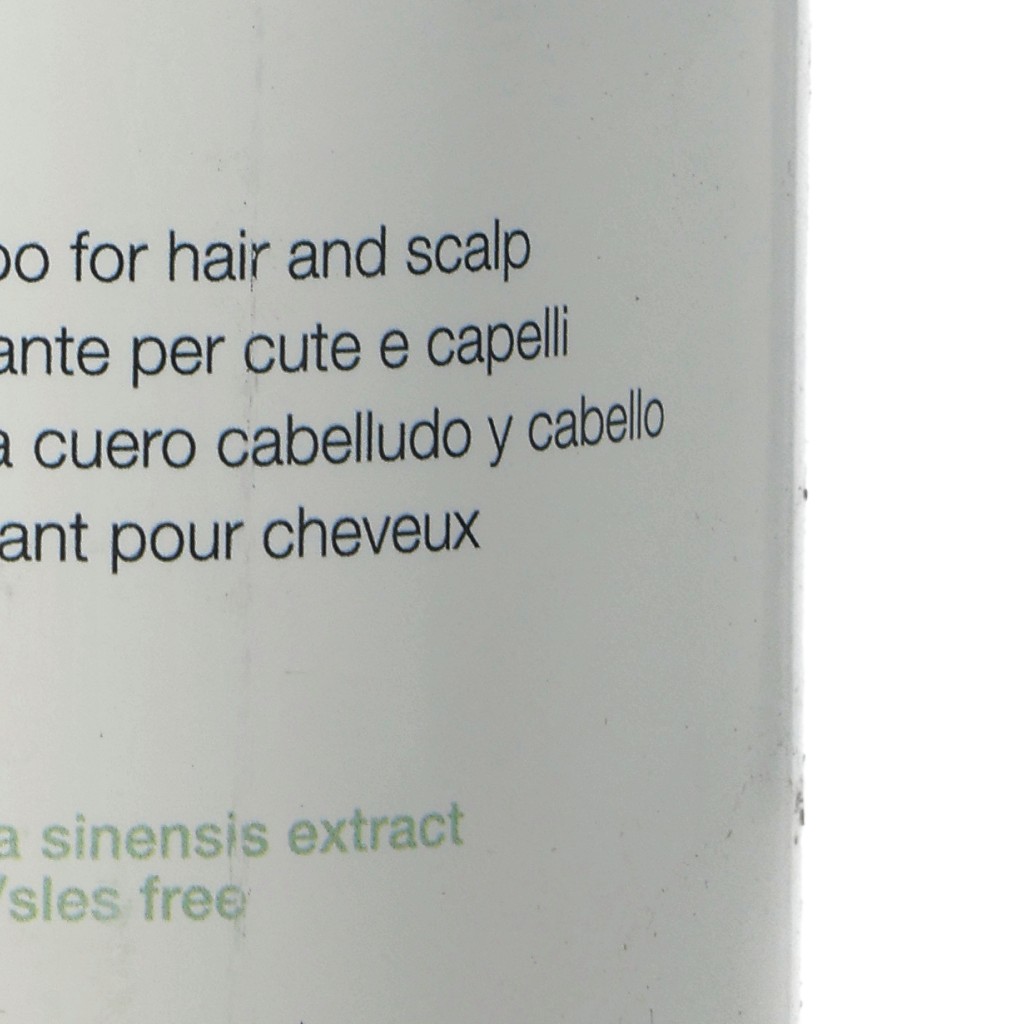 oo for hair and scalp
ante per cute e capelli
a cuero cabelludo y cabello
ant pour cheveux
a sinensis extract
/sles free